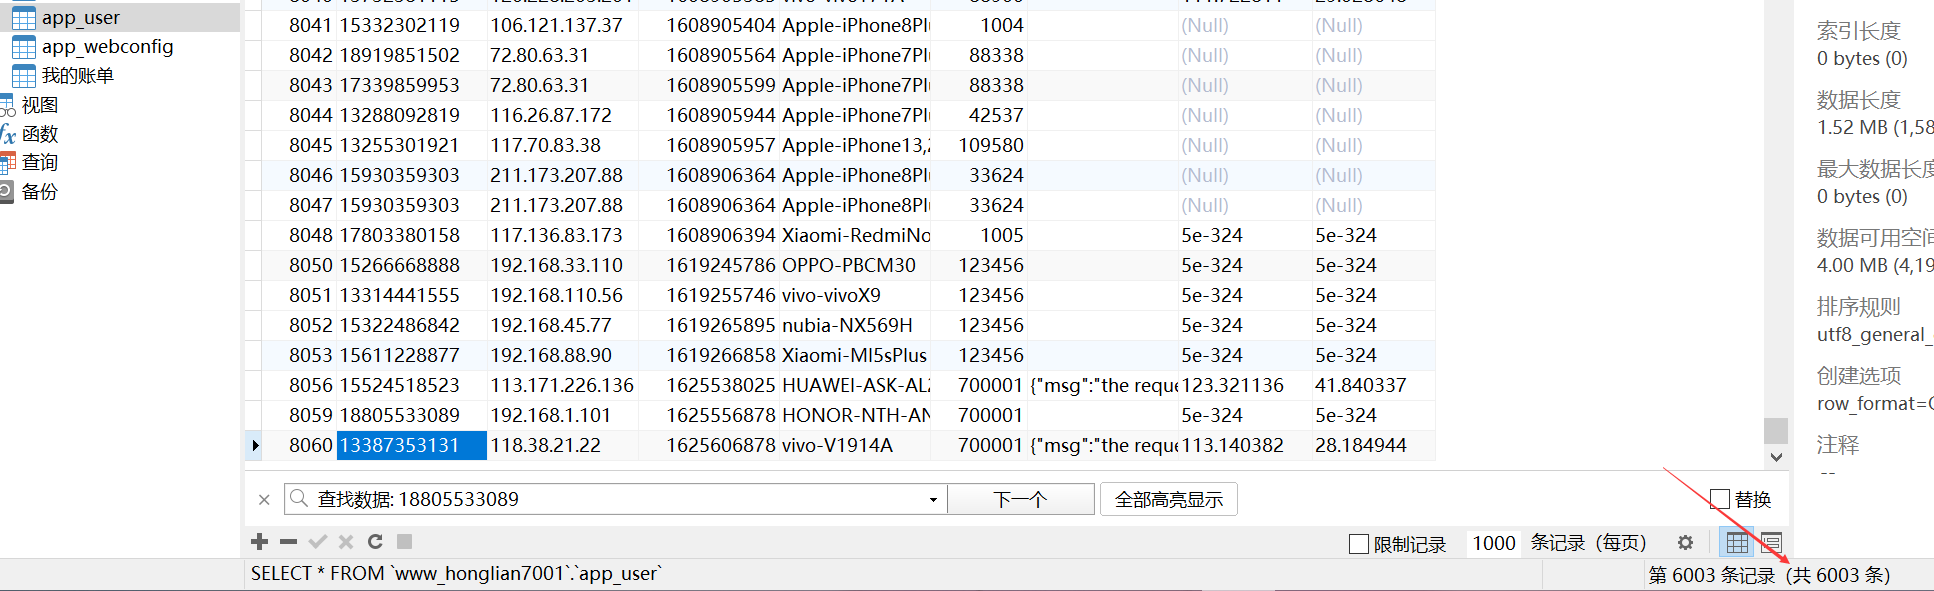 app_user
app_webconfig
我的账单
视图
函数
查询
备份
8041 15332302119 106.121.137.37 1608905404 Apple-iPhone8Pl 1004 (Null) (Null)
8042 18919851502 72.80.63.31 1608905564 Apple-iPhone7Pl 88338 (Null) (Null)
8043 17339859953 72.80.63.31 1608905599 Apple-iPhone7Pl 88338 (Null) (Null)
8044 13288092819 116.26.87.172 1608905944 Apple-iPhone7Pl 42537 (Null) (Null)
8045 13255301921 117.70.83.38 1608905957 Apple-iPhone13,2 109580 (Null) (Null)
8046 15930359303 211.173.207.88 1608906364 Apple-iPhone8Pl 33624 (Null) (Null)
8047 15930359303 211.173.207.88 1608906364 Apple-iPhone8Pl 33624 (Null) (Null)
8048 17803380158 117.136.83.173 1608906394 Xiaomi-RedmiNo 1005 5e-324 5e-324
8050 15266668888 192.168.33.110 1619245786 OPPO-PBCM30 123456 5e-324 5e-324
8051 13314441555 192.168.110.56 1619255746 vivo-vivoX9 123456 5e-324 5e-324
8052 15322486842 192.168.45.77 1619265895 nubia-NX569H 123456 5e-324 5e-324
8053 15611228877 192.168.88.90 1619266858 Xiaomi-MI5sPlus 123456 5e-324 5e-324
8056 15524518523 113.171.226.136 1625538025 HUAWEI-ASK-AL 700001 {"msg":"the reque 123.321136 41.840337
8059 18805533089 192.168.1.101 1625556878 HONOR-NTH-AN 700001 5e-324 5e-324
8060 13387353131 118.38.21.22 1625606878 vivo-V1914A 700001 {"msg":"the reque 113.140382 28.184944
查找数据: 18805533089 下一个 全部高亮显示 替换
限制记录 1000 条记录 (每页)
SELECT * FROM `www_honglian7001`.`app_user` 第 6003 条记录 (共 6003 条)
索引长度
0 bytes (0)
数据长度
1.52 MB (1,58
最大数据长度
0 bytes (0)
数据可用空间
4.00 MB (4,19
排序规则
utf8_general_
创建选项
row_format=
注释
--